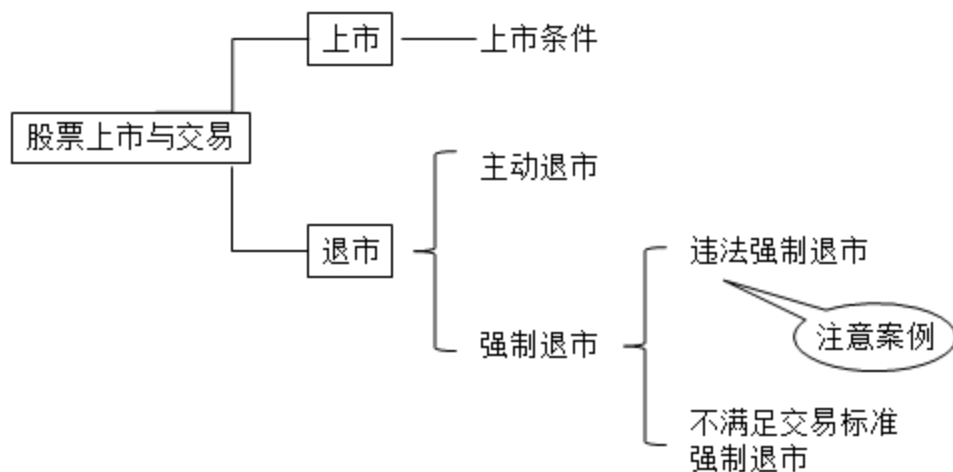 上市
上市条件
股票上市与交易
主动退市
退市
违法强制退市
强制退市
注意案例
不满足交易标准
强制退市